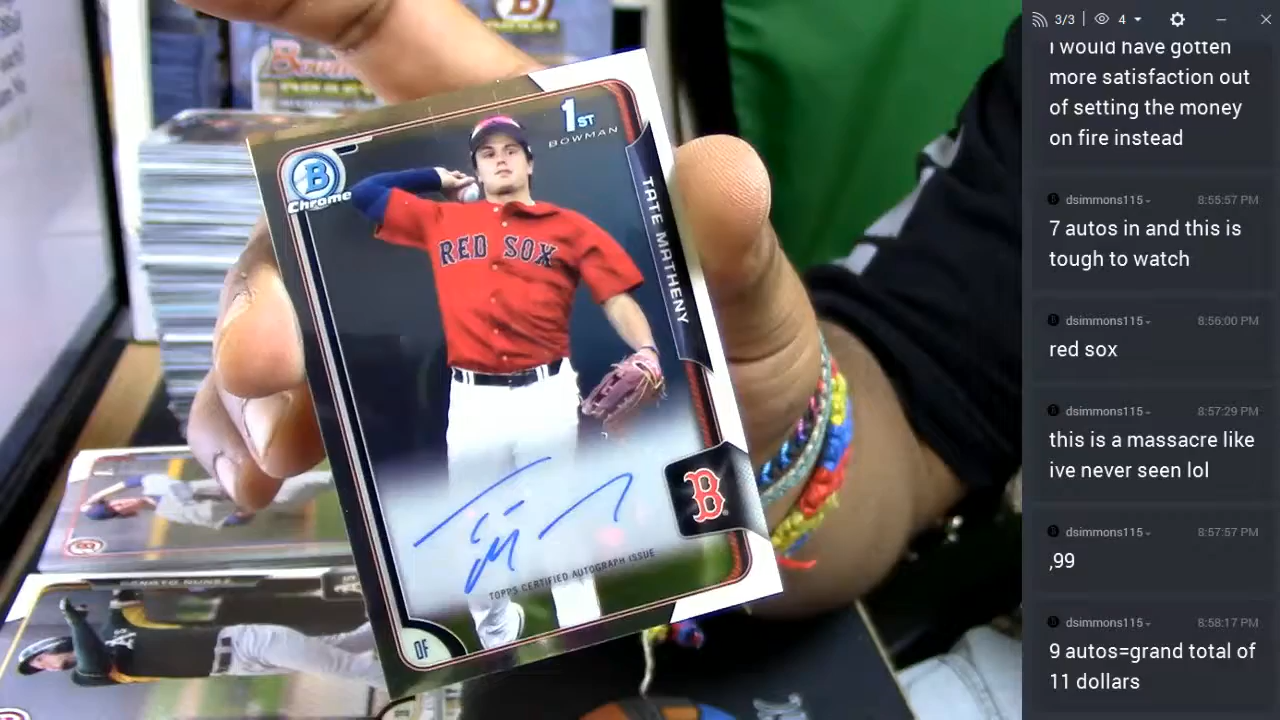 1ST
BOWMAN
B
Chrome
TATE MATHENY
RED SOX
B
TOPPS CERTIFIED AUTOGRAPH ISSUE
OF
3/3
4
I would have gotten
more satisfaction out
of setting the money
on fire instead
dsimmons115 8:55:57 PM
7 autos in and this is
tough to watch
dsimmons115 8:56:00 PM
red sox
dsimmons115 8:57:29 PM
this is a massacre like
ive never seen lol
dsimmons115 8:57:57 PM
,99
dsimmons115 8:58:17 PM
9 autos=grand total of
11 dollars